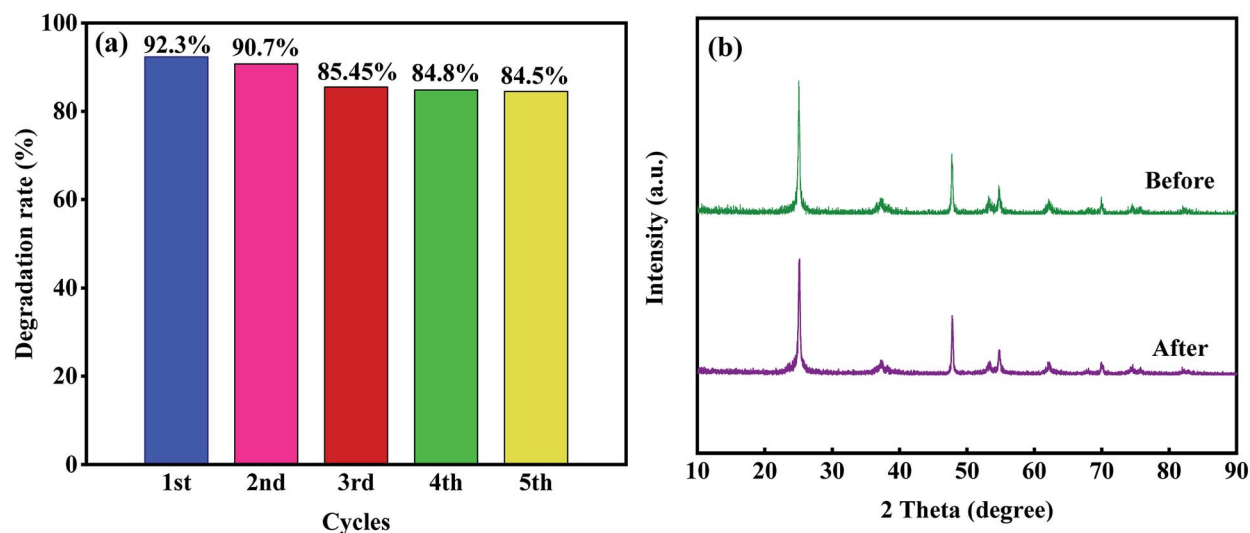 (a)
92.3%
90.7%
85.45%
84.8%
84.5%
Degradation rate (%)
100
80
60
40
20
0
1st 2nd 3rd 4th 5th
Cycles
(b)
Before
After
Intensity (a.u.)
10 20 30 40 50 60 70 80 90
2 Theta (degree)